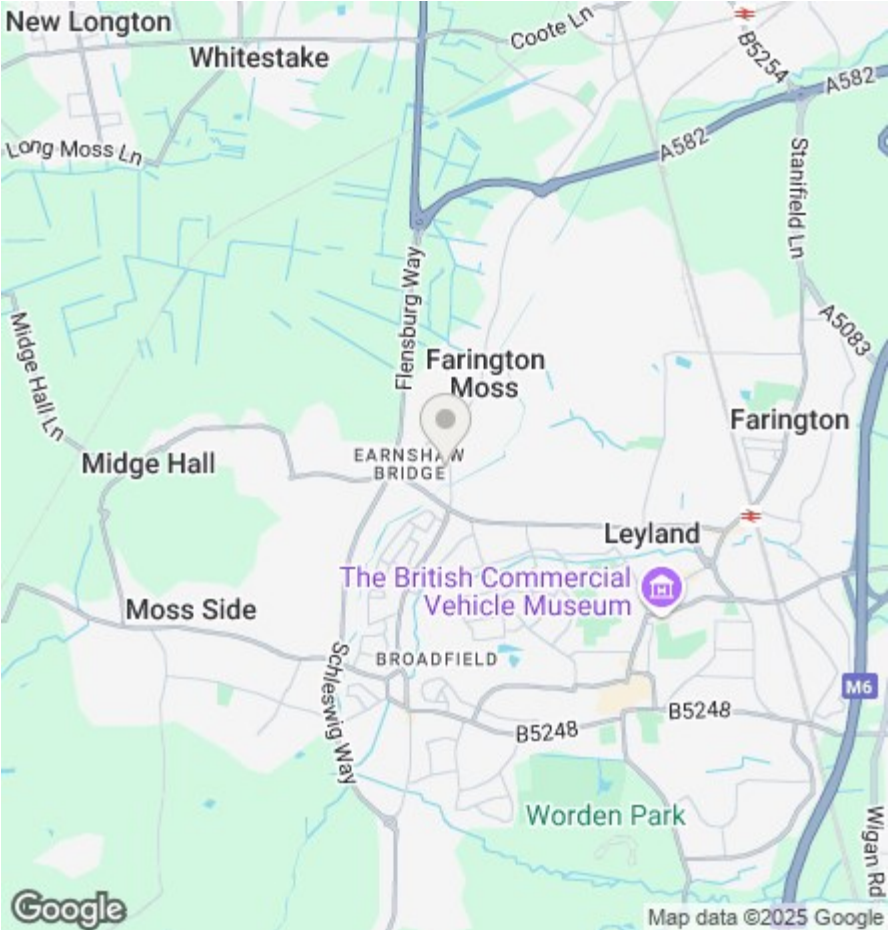 New Longton
Whitestake
Coote Ln
B5254
A582
Long Moss Ln
A582
Stanifield Ln
Flensburg Way
Midge Hall Ln
A5083
Farington
Moss
Farington
EARNSHAW
BRIDGE
Midge Hall
Leyland
The British Commercial
Vehicle Museum
Moss Side
BROADFIELD
Schleswig Way
M6
B5248
B5248
Worden Park
Wigan Rd
Google
Map data ©2025 Google